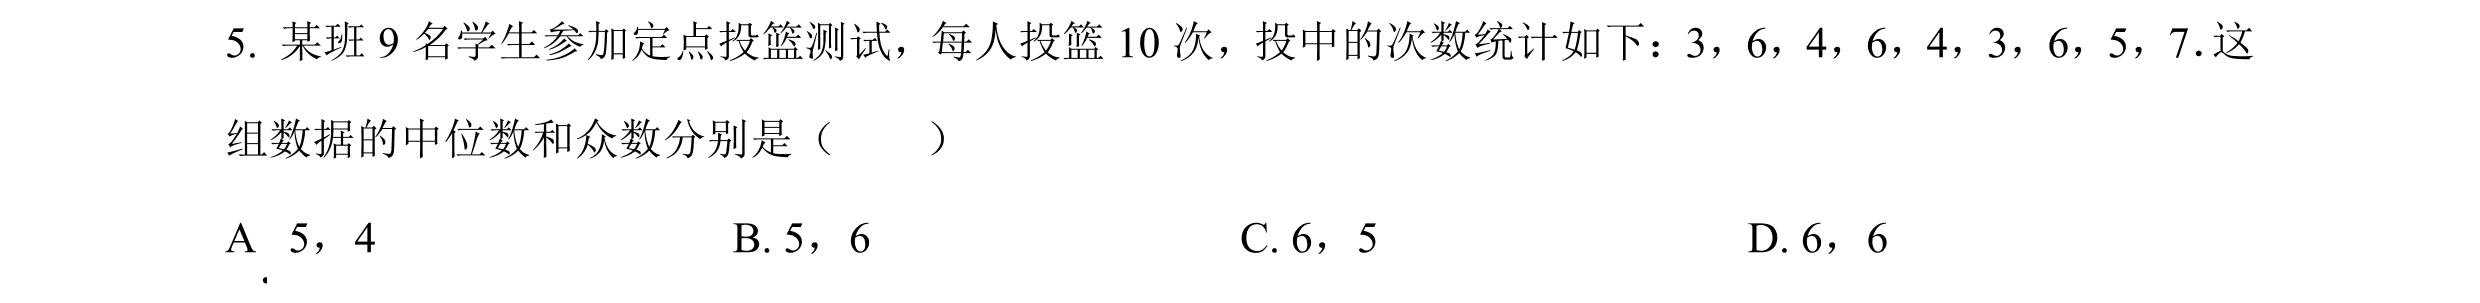 5. 某班 9 名学生参加定点投篮测试，每人投篮 10 次，投中的次数统计如下：3，6，4，6，4，3，6，5，7.这
组数据的中位数和众数分别是（　　）
A . 5，4　　B. 5，6　　C. 6，5　　D. 6，6